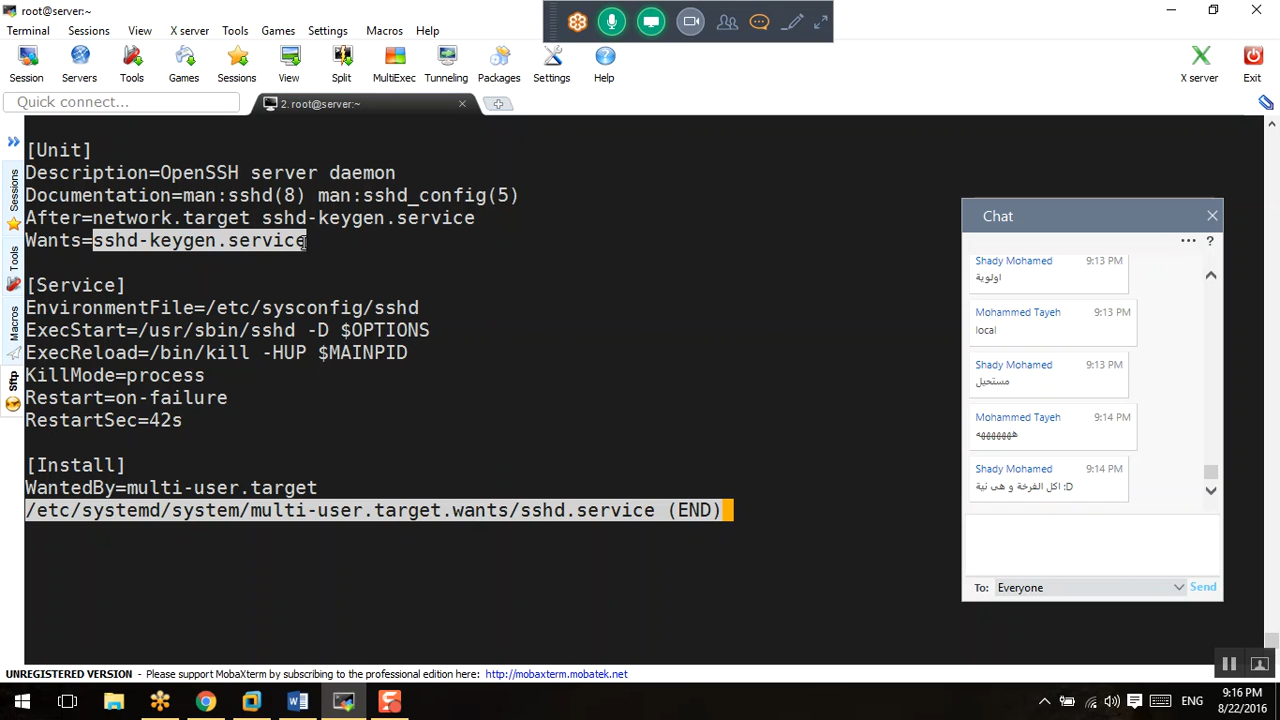 root@server:~
Terminal Sessions View X server Tools Games Settings Macros Help
Session Servers Tools Games Sessions View Split MultiExec Tunneling Packages Settings Help X server Exit
Quick connect...
2. root@server:~
Sessions
Tools
Macros
Sftp
[Unit]
Description=OpenSSH server daemon
Documentation=man:sshd(8) man:sshd_config(5)
After=network.target sshd-keygen.service
Wants=sshd-keygen.service
[Service]
EnvironmentFile=/etc/sysconfig/sshd
ExecStart=/usr/sbin/sshd -D $OPTIONS
ExecReload=/bin/kill -HUP $MAINPID
KillMode=process
Restart=on-failure
RestartSec=42s
[Install]
WantedBy=multi-user.target
/etc/systemd/system/multi-user.target.wants/sshd.service (END)
Chat
Shady Mohamed 9:13 PM
اولوية
Mohammed Tayeh 9:13 PM
local
Shady Mohamed 9:13 PM
مستحيل
Mohammed Tayeh 9:14 PM
هههههههه
Shady Mohamed 9:14 PM
اكل الفرخة و هى نية :D
To: Everyone Send
UNREGISTERED VERSION - Please support MobaXterm by subscribing to the professional edition here: http://mobaxterm.mobatek.net
ENG
9:16 PM
8/22/2016